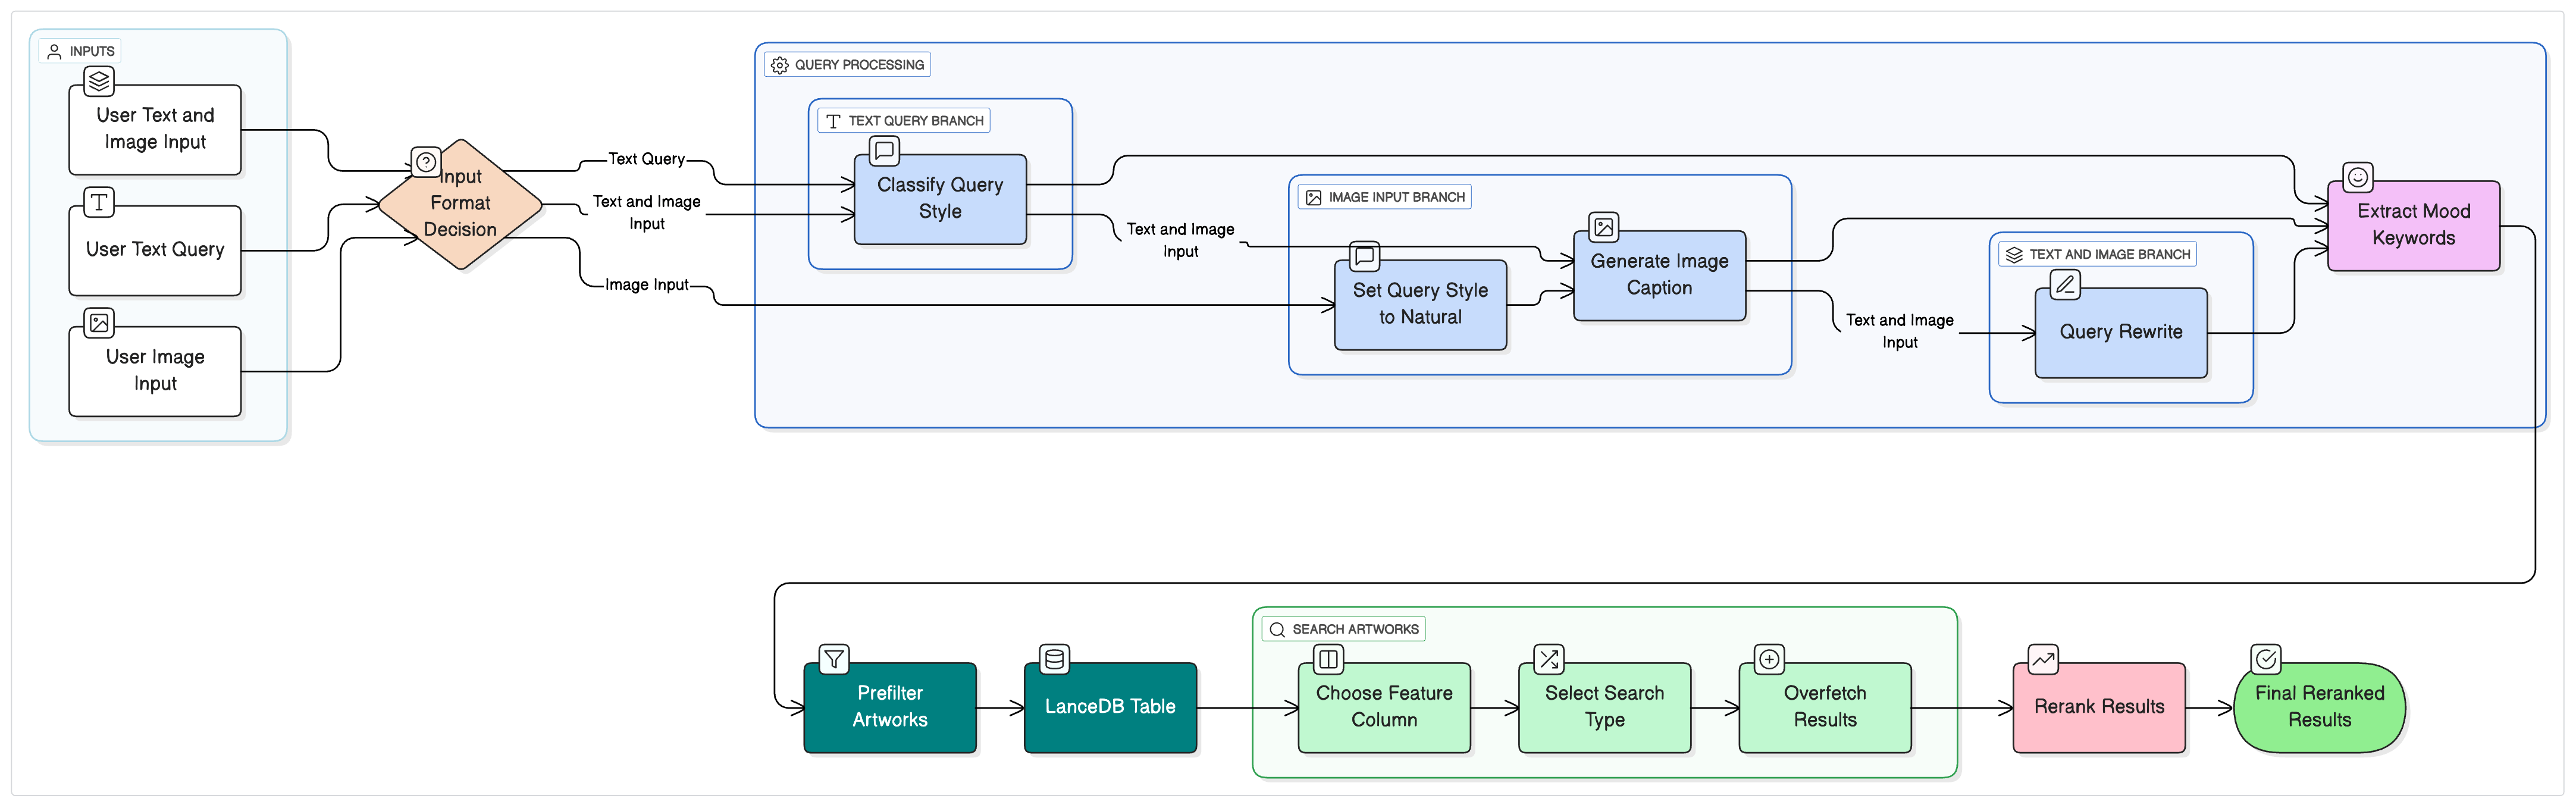 INPUTS
User Text and
Image Input
User Text Query
User Image
Input
Input
Format
Decision
Text Query
Text and Image
Input
Image Input
QUERY PROCESSING
TEXT QUERY BRANCH
Classify Query
Style
Text and Image
Input
IMAGE INPUT BRANCH
Set Query Style
to Natural
Generate Image
Caption
Text and Image
Input
TEXT AND IMAGE BRANCH
Query Rewrite
Extract Mood
Keywords
Prefilter
Artworks
LanceDB Table
SEARCH ARTWORKS
Choose Feature
Column
Select Search
Type
Overfetch
Results
Rerank Results
Final Reranked
Results